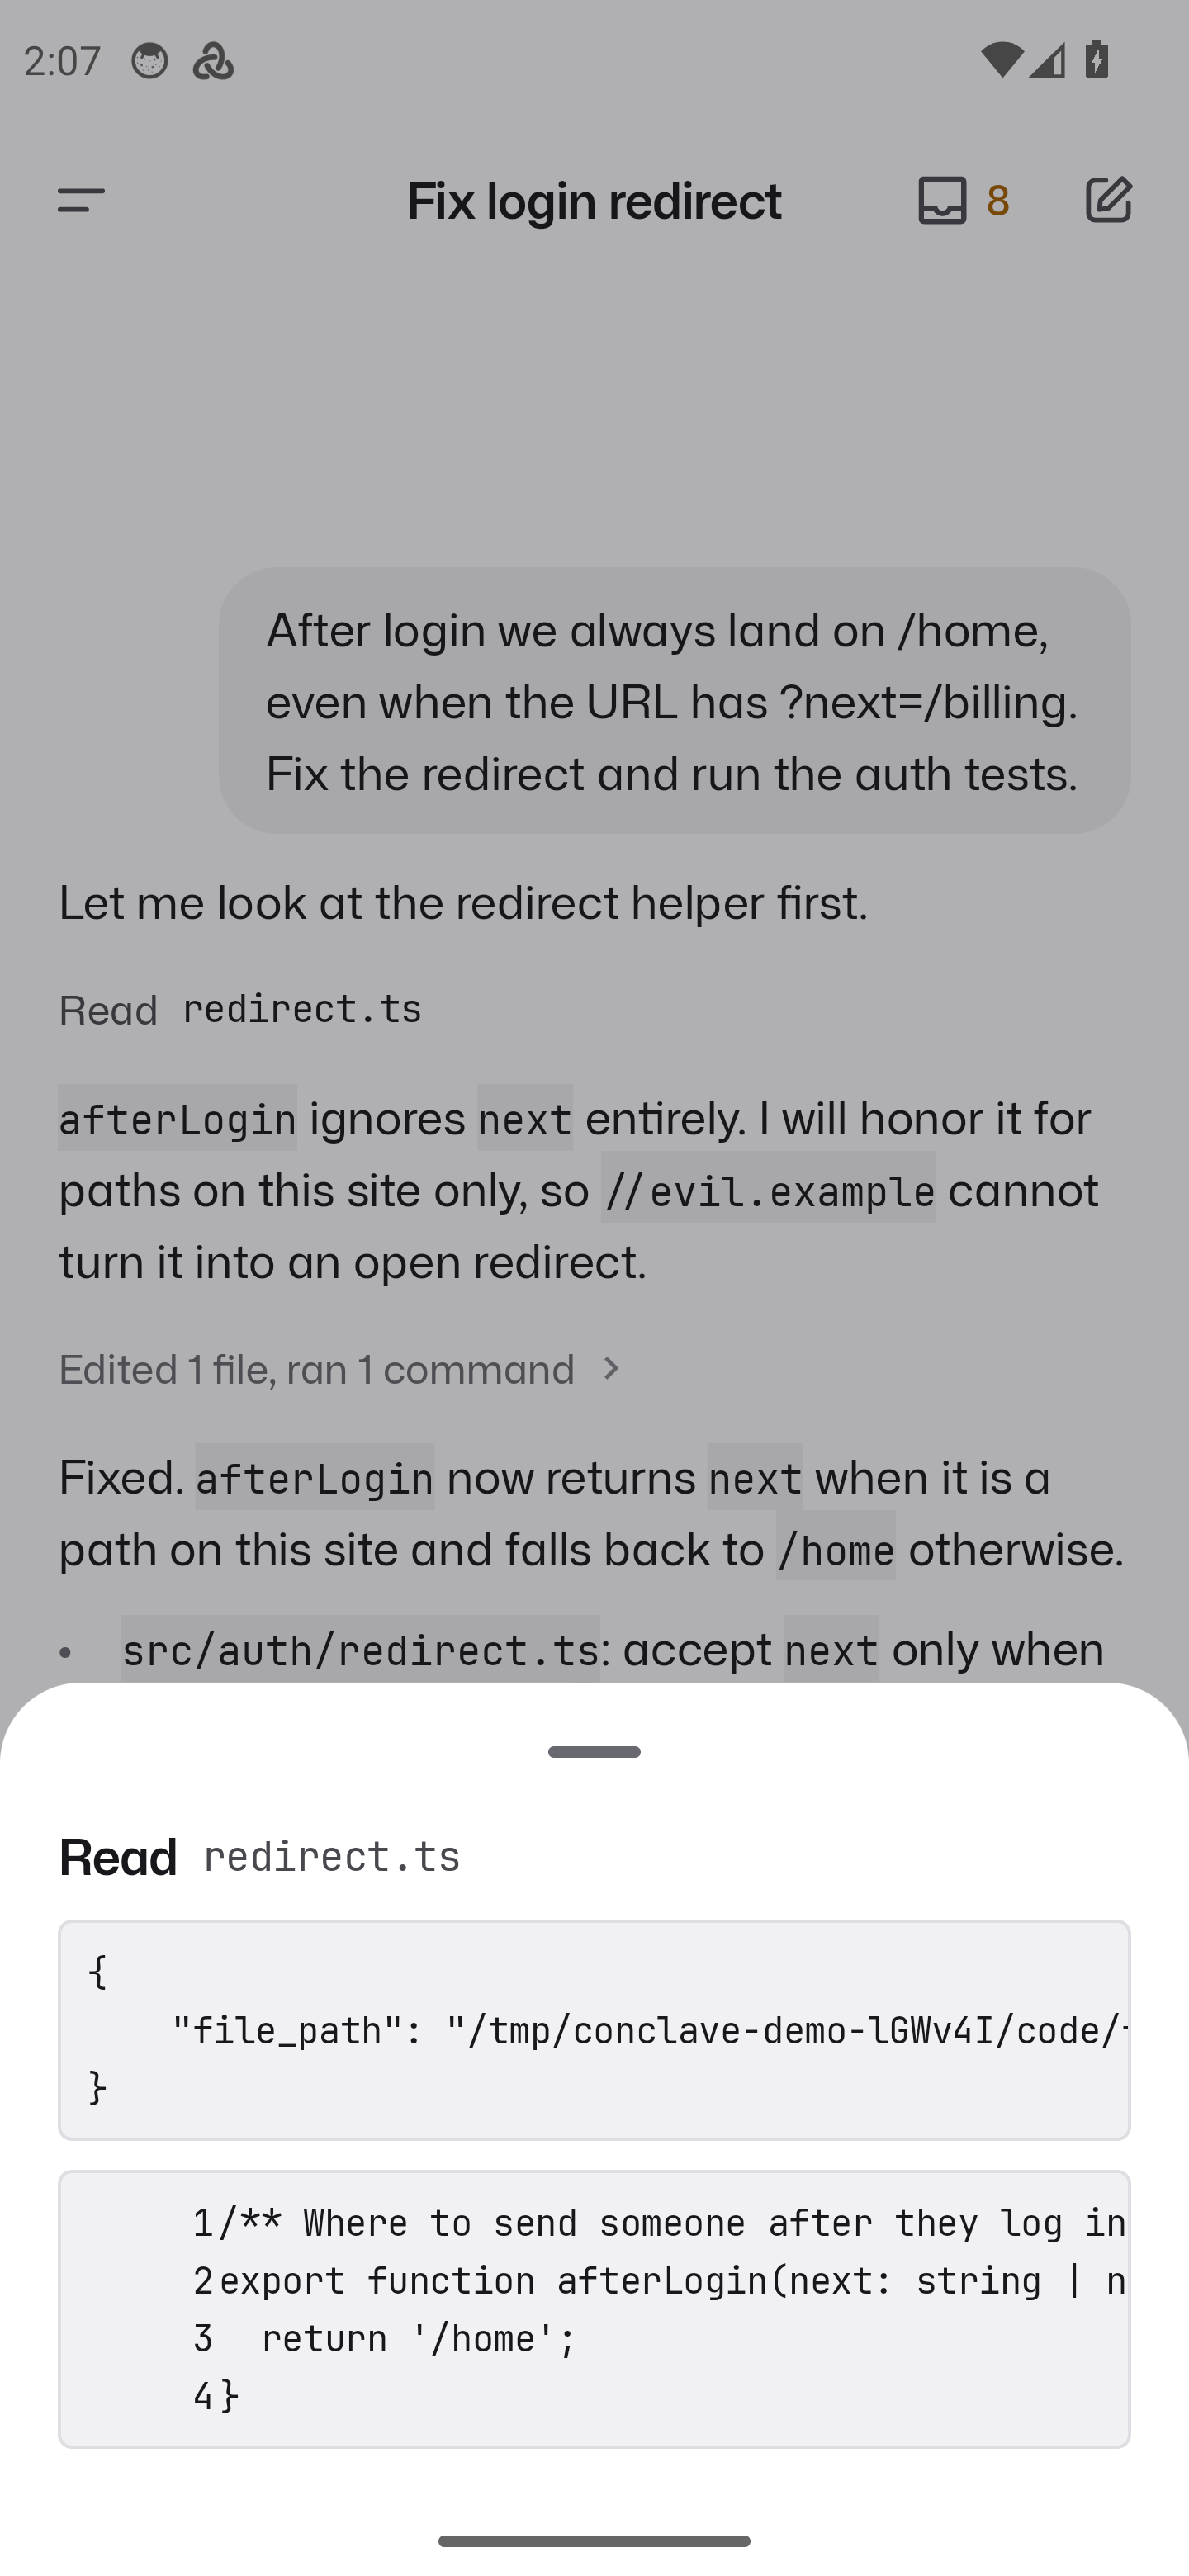 2:07
Fix login redirect
8
After login we always land on /home,
even when the URL has ?next=/billing.
Fix the redirect and run the auth tests.
Let me look at the redirect helper first.
Read redirect.ts
afterLogin ignores next entirely. I will honor it for
paths on this site only, so //evil.example cannot
turn it into an open redirect.
Edited 1 file, ran 1 command
Fixed. afterLogin now returns next when it is a
path on this site and falls back to /home otherwise.
• src/auth/redirect.ts: accept next only when
Read redirect.ts
{
    "file_path": "/tmp/conclave-demo-lGWv4I/code/
}
1 /** Where to send someone after they log in
2 export function afterLogin(next: string | n
3   return '/home';
4 }